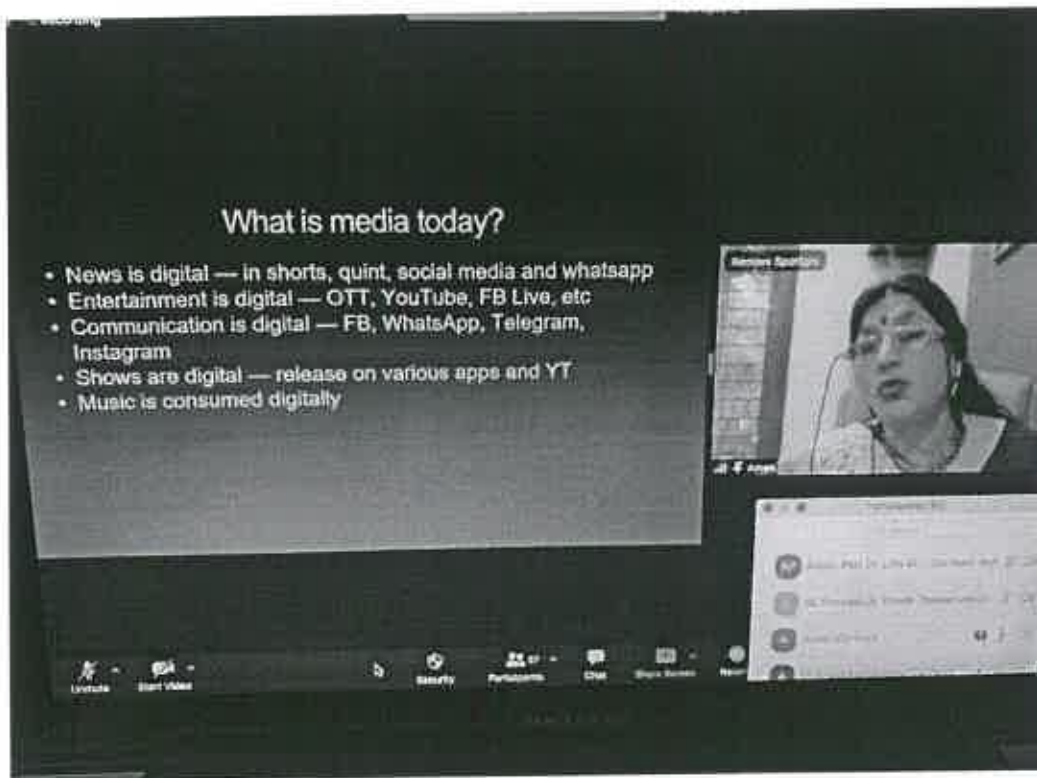 What is media today?
• News is digital — in shorts, quint, social media and whatsapp
• Entertainment is digital — OTT, YouTube, FB Live, etc
• Communication is digital — FB, WhatsApp, Telegram,
Instagram
• Shows are digital — release on various apps and YT
• Music is consumed digitally
Remove Spotlight
Unmute
Start Video
Security
Participants
Chat
Share Screen